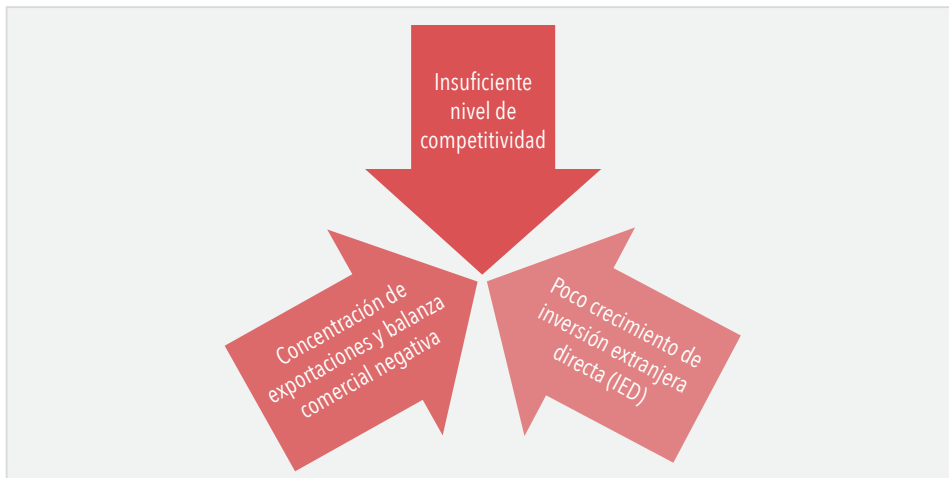 Insuficiente
nivel de
competitividad
Concentración de
exportaciones y balanza
comercial negativa
Poco crecimiento de
inversión extranjera
directa (IED)